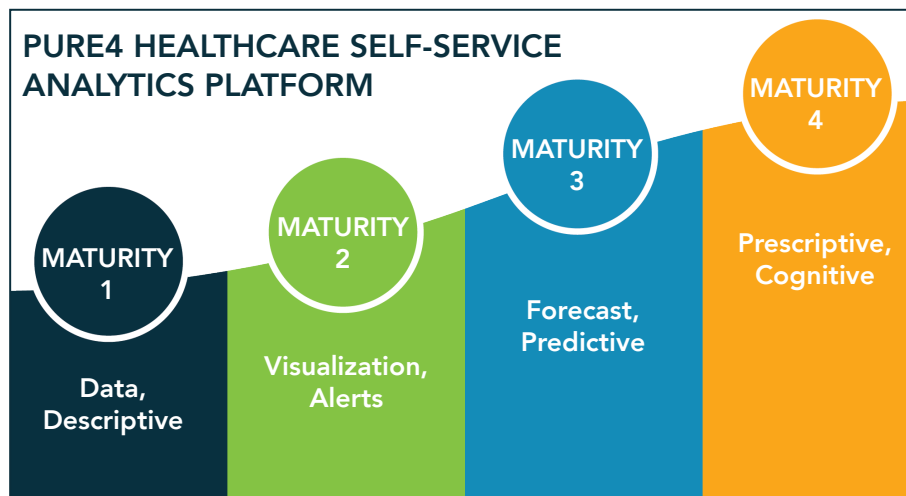 PURE4 HEALTHCARE SELF-SERVICE
ANALYTICS PLATFORM
MATURITY
1
Data,
Descriptive
MATURITY
2
Visualization,
Alerts
MATURITY
3
Forecast,
Predictive
MATURITY
4
Prescriptive,
Cognitive